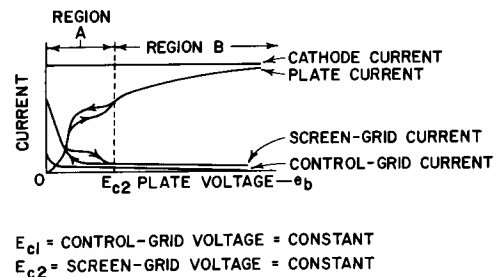 REGION
A
REGION B
CATHODE CURRENT
PLATE CURRENT
CURRENT
SCREEN-GRID CURRENT
CONTROL-GRID CURRENT
0
Ec2 PLATE VOLTAGE—eb
Ec1 = CONTROL-GRID VOLTAGE = CONSTANT
Ec2 = SCREEN-GRID VOLTAGE = CONSTANT